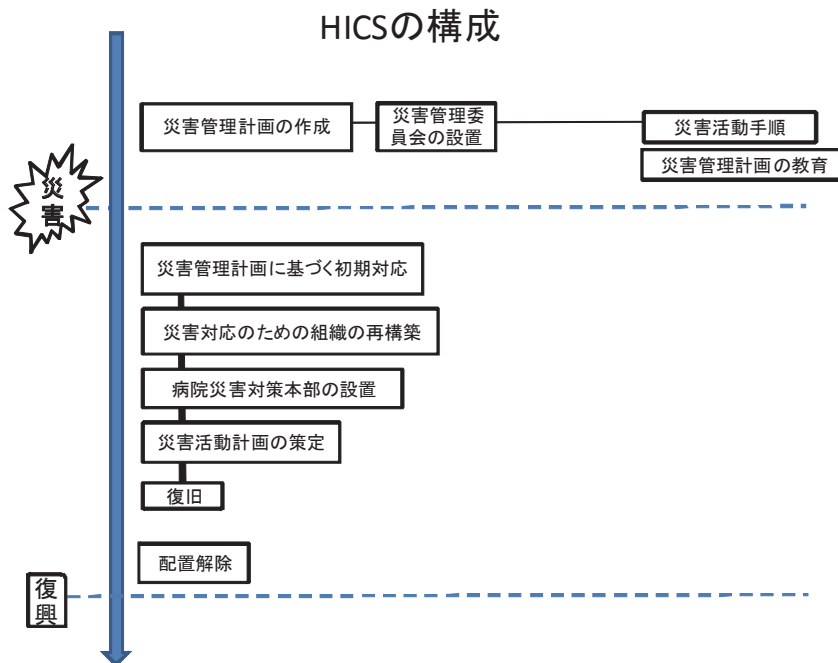 HICSの構成
災害管理計画の作成
災害管理委
員会の設置
災害活動手順
災害管理計画の教育
災
害
災害管理計画に基づく初期対応
災害対応のための組織の再構築
病院災害対策本部の設置
災害活動計画の策定
復旧
配置解除
復
興